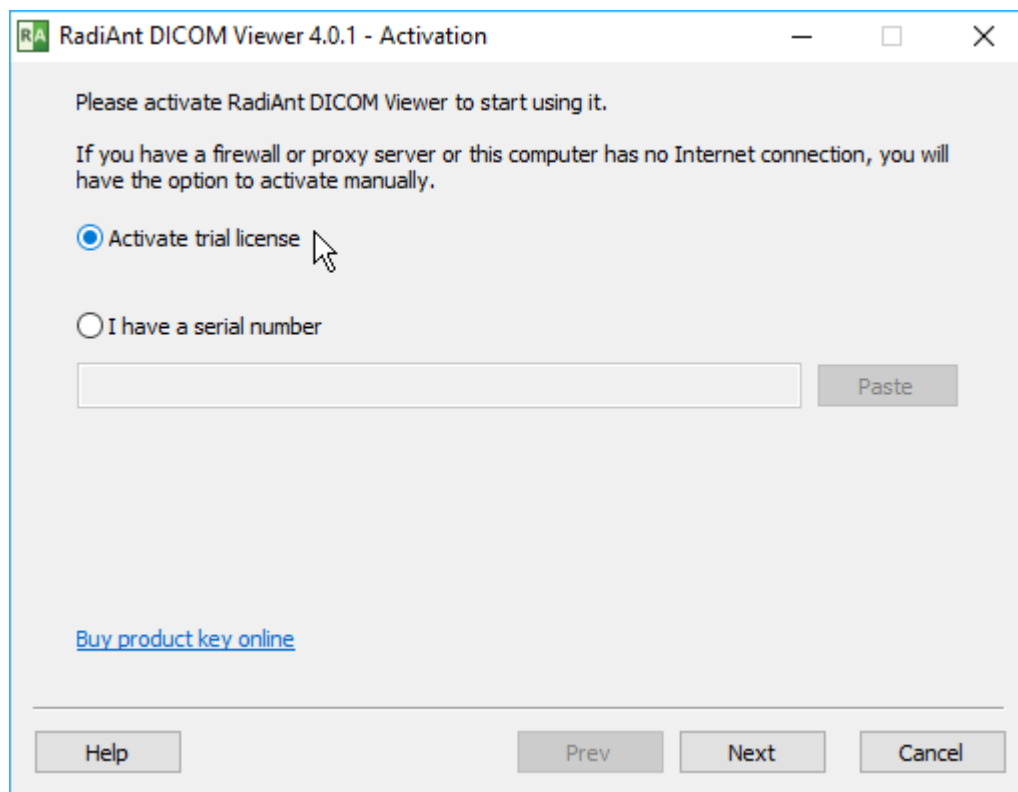 RA RadiAnt DICOM Viewer 4.0.1 - Activation
Please activate RadiAnt DICOM Viewer to start using it.
If you have a firewall or proxy server or this computer has no Internet connection, you will
have the option to activate manually.
Activate trial license
I have a serial number
Paste
Buy product key online
Help Prev Next Cancel